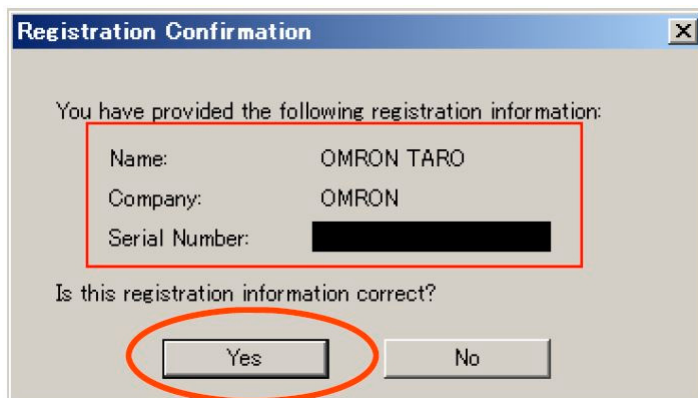 Registration Confirmation
You have provided the following registration information:
Name: OMRON TARO
Company: OMRON
Serial Number:
Is this registration information correct?
Yes No